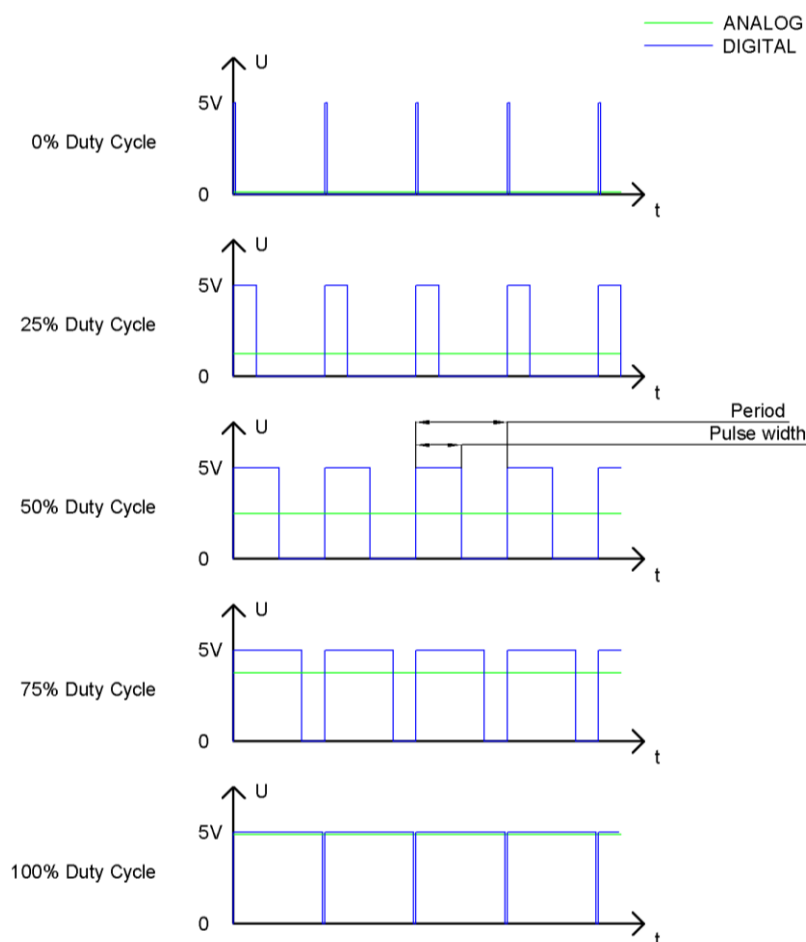 ANALOG
DIGITAL
U
5V
0% Duty Cycle
0
t
U
5V
25% Duty Cycle
0
t
Period
Pulse width
U
5V
50% Duty Cycle
0
t
U
5V
75% Duty Cycle
0
t
U
5V
100% Duty Cycle
0
t